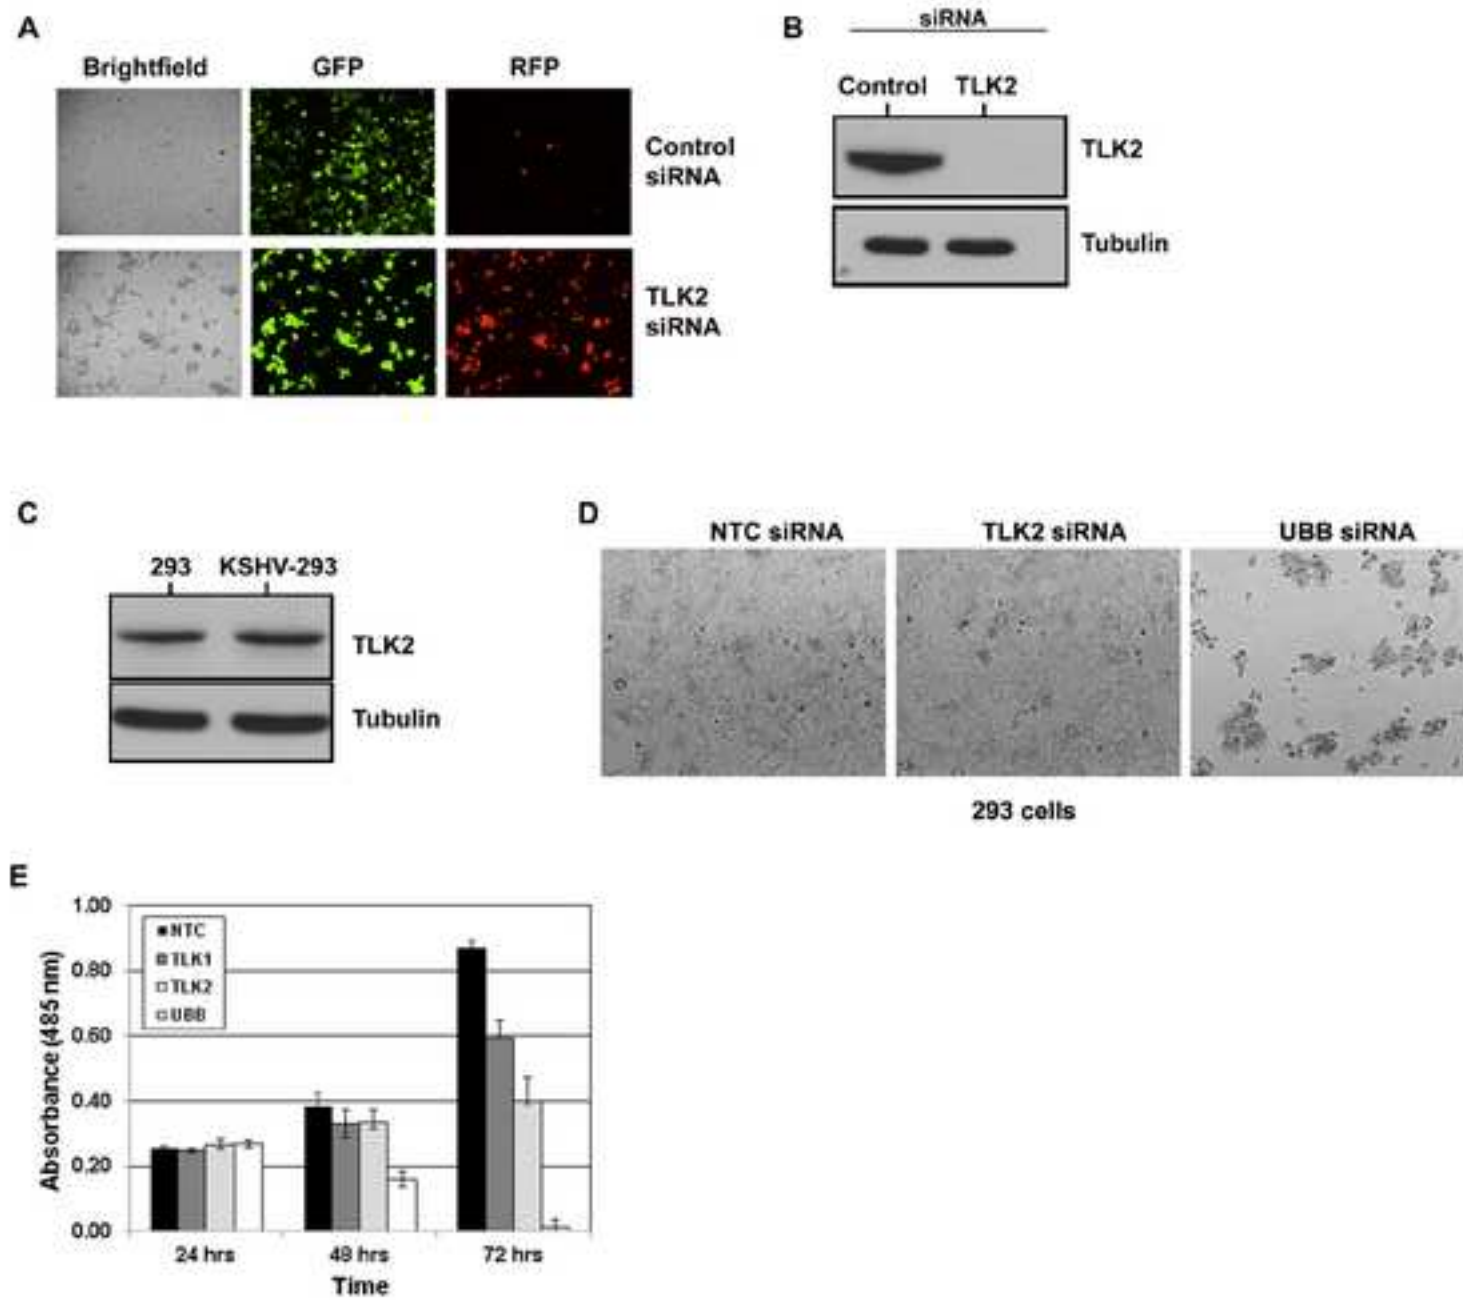 A
Brightfield GFP RFP
Control
siRNA
TLK2
siRNA
B
siRNA
Control TLK2
TLK2
Tubulin
C
293 KSHV-293
TLK2
Tubulin
D
NTC siRNA TLK2 siRNA UBB siRNA
293 cells
E
Absorbance (485 nm)
1.00
0.80
0.60
0.40
0.20
0.00
NTC
TLK1
TLK2
UBB
24 hrs 48 hrs 72 hrs
Time